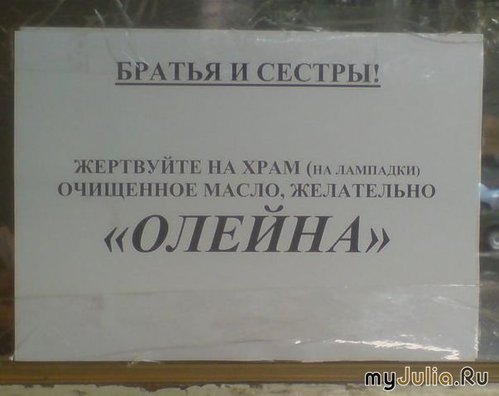 БРАТЬЯ И СЕСТРЫ!
ЖЕРТВУЙТЕ НА ХРАМ (НА ЛАМПАДКИ)
ОЧИЩЕННОЕ МАСЛО, ЖЕЛАТЕЛЬНО
«ОЛЕЙНА»
myJulia.Ru